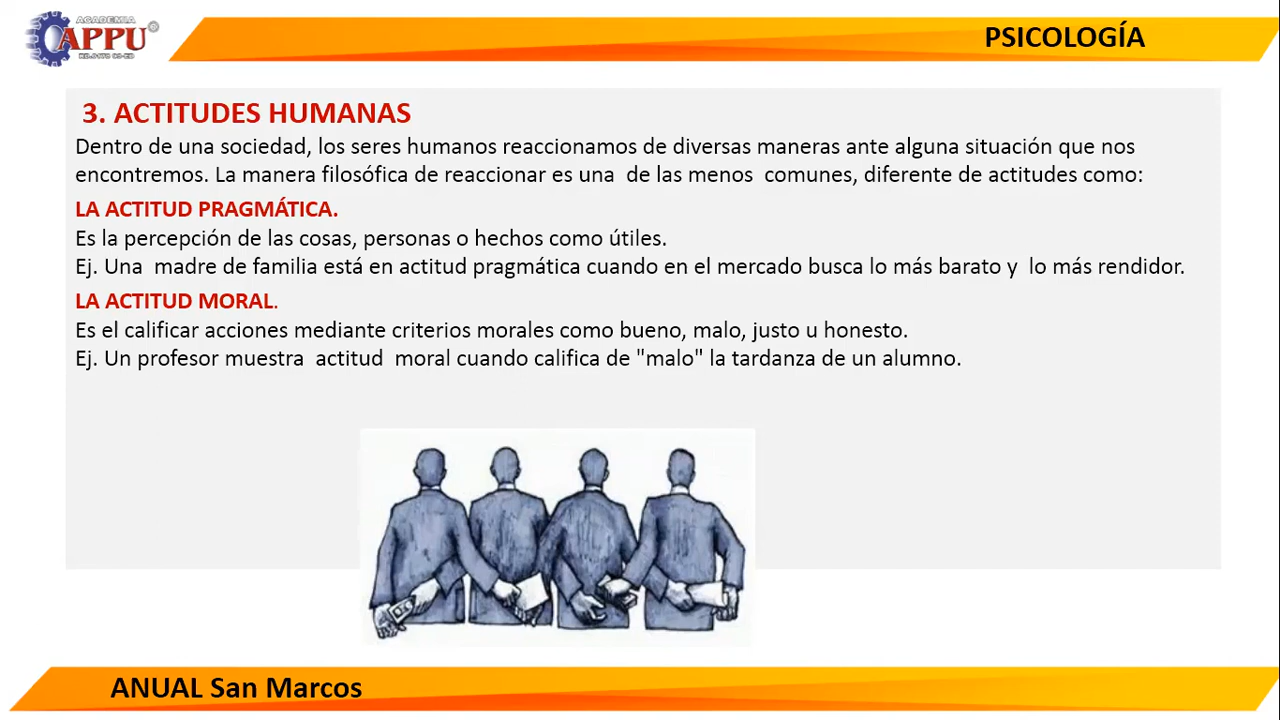 ACADEMIA
APPU
PSICOLOGÍA
3. ACTITUDES HUMANAS
Dentro de una sociedad, los seres humanos reaccionamos de diversas maneras ante alguna situación que nos
encontremos. La manera filosófica de reaccionar es una de las menos comunes, diferente de actitudes como:
LA ACTITUD PRAGMÁTICA.
Es la percepción de las cosas, personas o hechos como útiles.
Ej. Una madre de familia está en actitud pragmática cuando en el mercado busca lo más barato y lo más rendidor.
LA ACTITUD MORAL.
Es el calificar acciones mediante criterios morales como bueno, malo, justo u honesto.
Ej. Un profesor muestra actitud moral cuando califica de "malo" la tardanza de un alumno.
ANUAL San Marcos